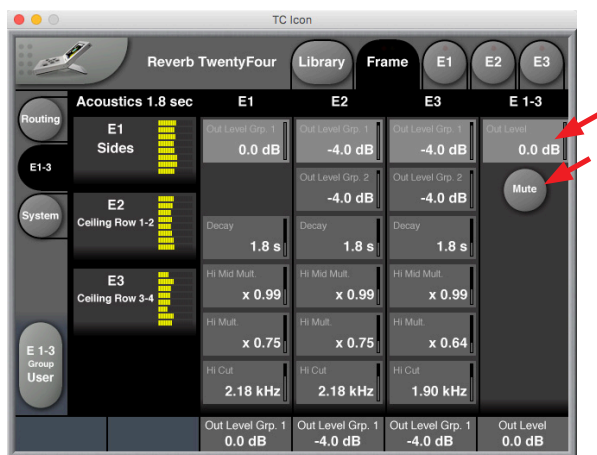 TC Icon
Reverb TwentyFour
Library
Frame
E1
E2
E3
Acoustics 1.8 sec
E1
E2
E3
E 1-3
Routing
E1-3
System
E 1-3
Group
User
E1
Sides
E2
Ceiling Row 1-2
E3
Ceiling Row 3-4
Out Level Grp. 1
0.0 dB
Out Level Grp. 1
-4.0 dB
Out Level Grp. 1
-4.0 dB
Out Level
0.0 dB
Out Level Grp. 2
-4.0 dB
Out Level Grp. 2
-4.0 dB
Mute
Decay
1.8 s
Decay
1.8 s
Decay
1.8 s
Hi Mid Mult.
x 0.99
Hi Mid Mult.
x 0.99
Hi Mid Mult.
x 0.99
Hi Mult.
x 0.75
Hi Mult.
x 0.75
Hi Mult.
x 0.64
Hi Cut
2.18 kHz
Hi Cut
2.18 kHz
Hi Cut
1.90 kHz
Out Level Grp. 1
0.0 dB
Out Level Grp. 1
-4.0 dB
Out Level Grp. 1
-4.0 dB
Out Level
0.0 dB